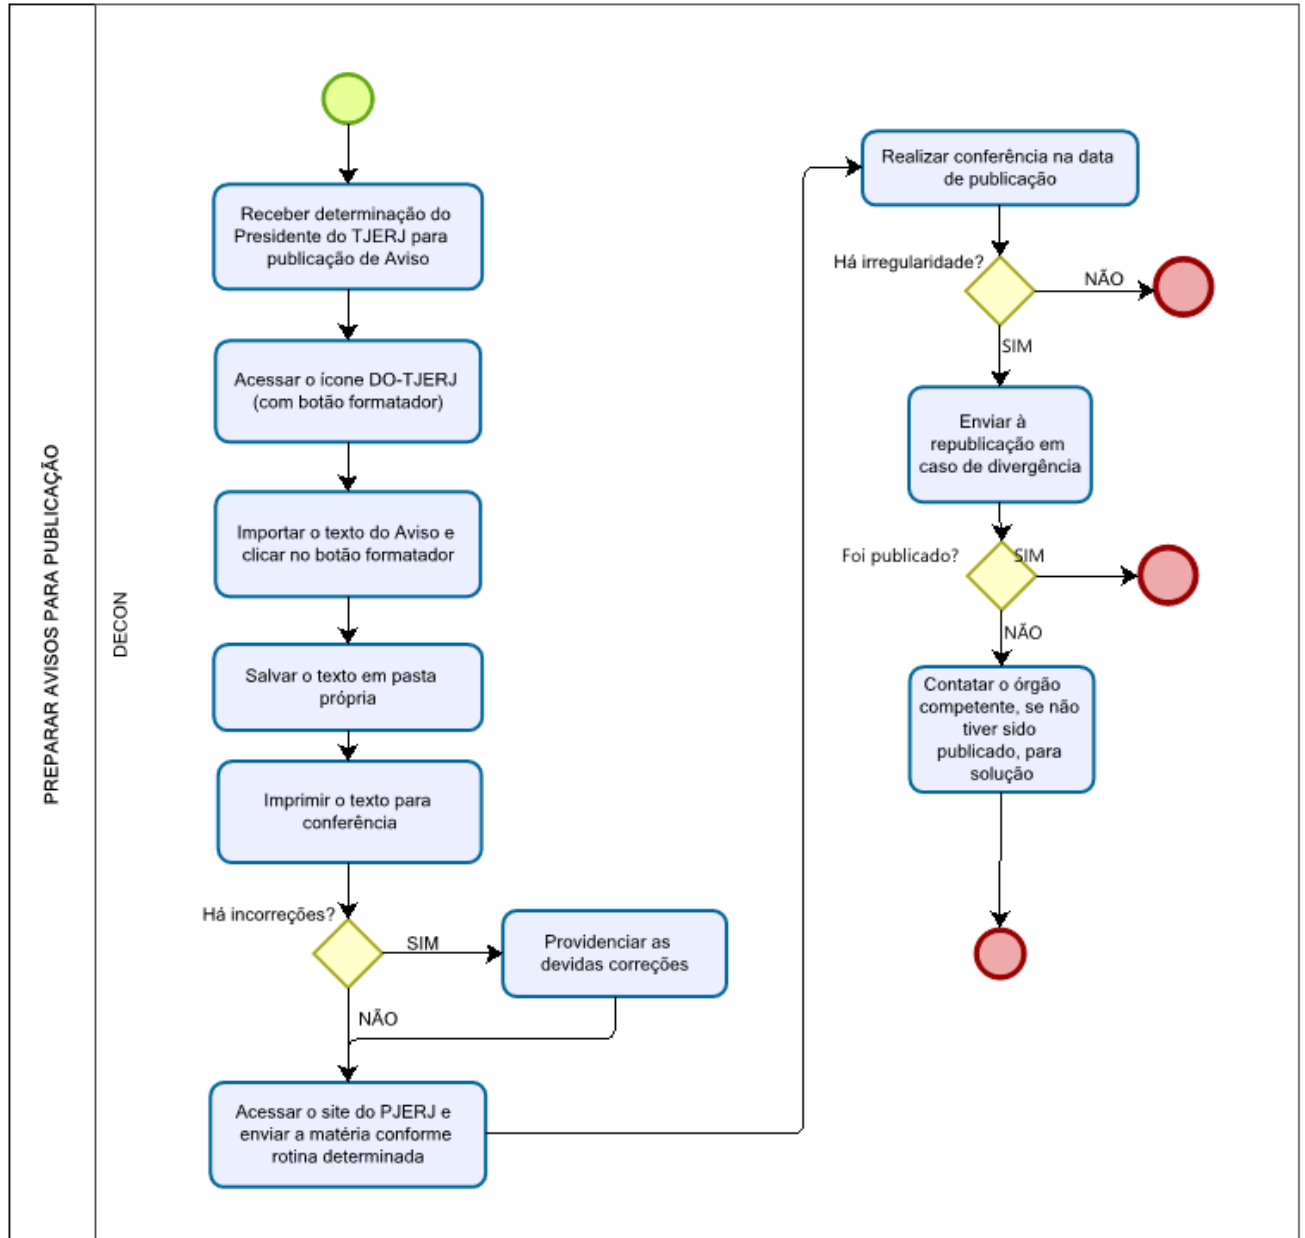 PREPARAR AVISOS PARA PUBLICAÇÃO
DECON
Receber determinação do
Presidente do TJERJ para
publicação de Aviso
Acessar o ícone DO-TJERJ
(com botão formatador)
Importar o texto do Aviso e
clicar no botão formatador
Salvar o texto em pasta
própria
Imprimir o texto para
conferência
Há incorreções?
SIM
Providenciar as
devidas correções
NÃO
Acessar o site do PJERJ e
enviar a matéria conforme
rotina determinada
Realizar conferência na data
de publicação
Há irregularidade?
NÃO
SIM
Enviar à
republicação em
caso de divergência
Foi publicado?
SIM
NÃO
Contatar o órgão
competente, se não
tiver sido
publicado, para
solução